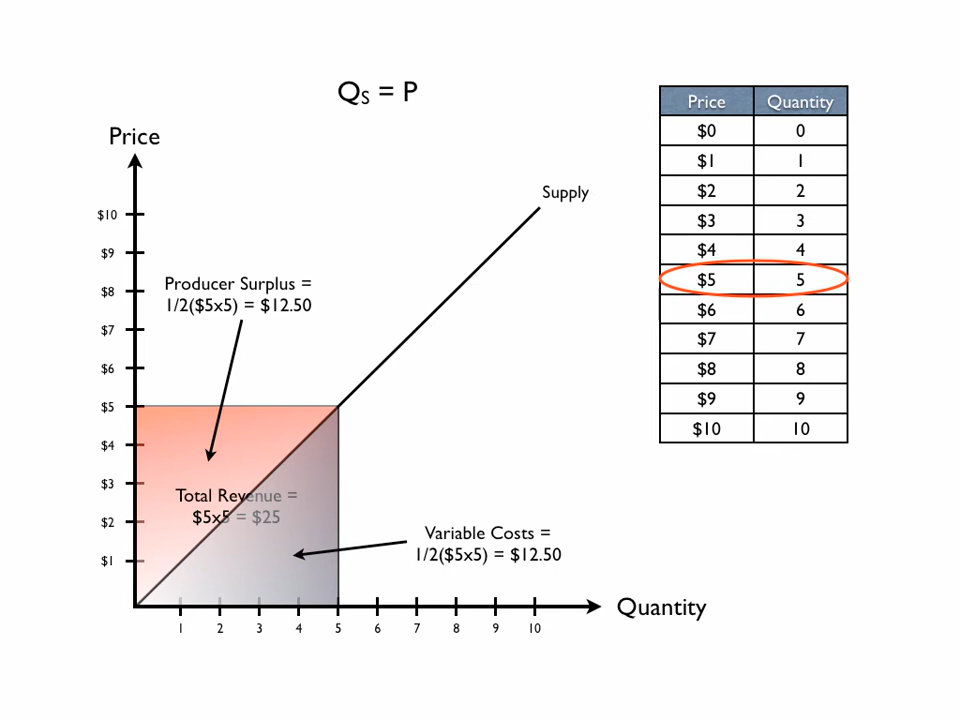 Q_S = P
Price
Supply
$10
$9
$8
$7
$6
$5
$4
$3
$2
$1
Producer Surplus =
1/2($5x5) = $12.50
Total Revenue =
$5x5 = $25
Variable Costs =
1/2($5x5) = $12.50
Quantity
1 2 3 4 5 6 7 8 9 10
Price Quantity
$0 0
$1 1
$2 2
$3 3
$4 4
$5 5
$6 6
$7 7
$8 8
$9 9
$10 10